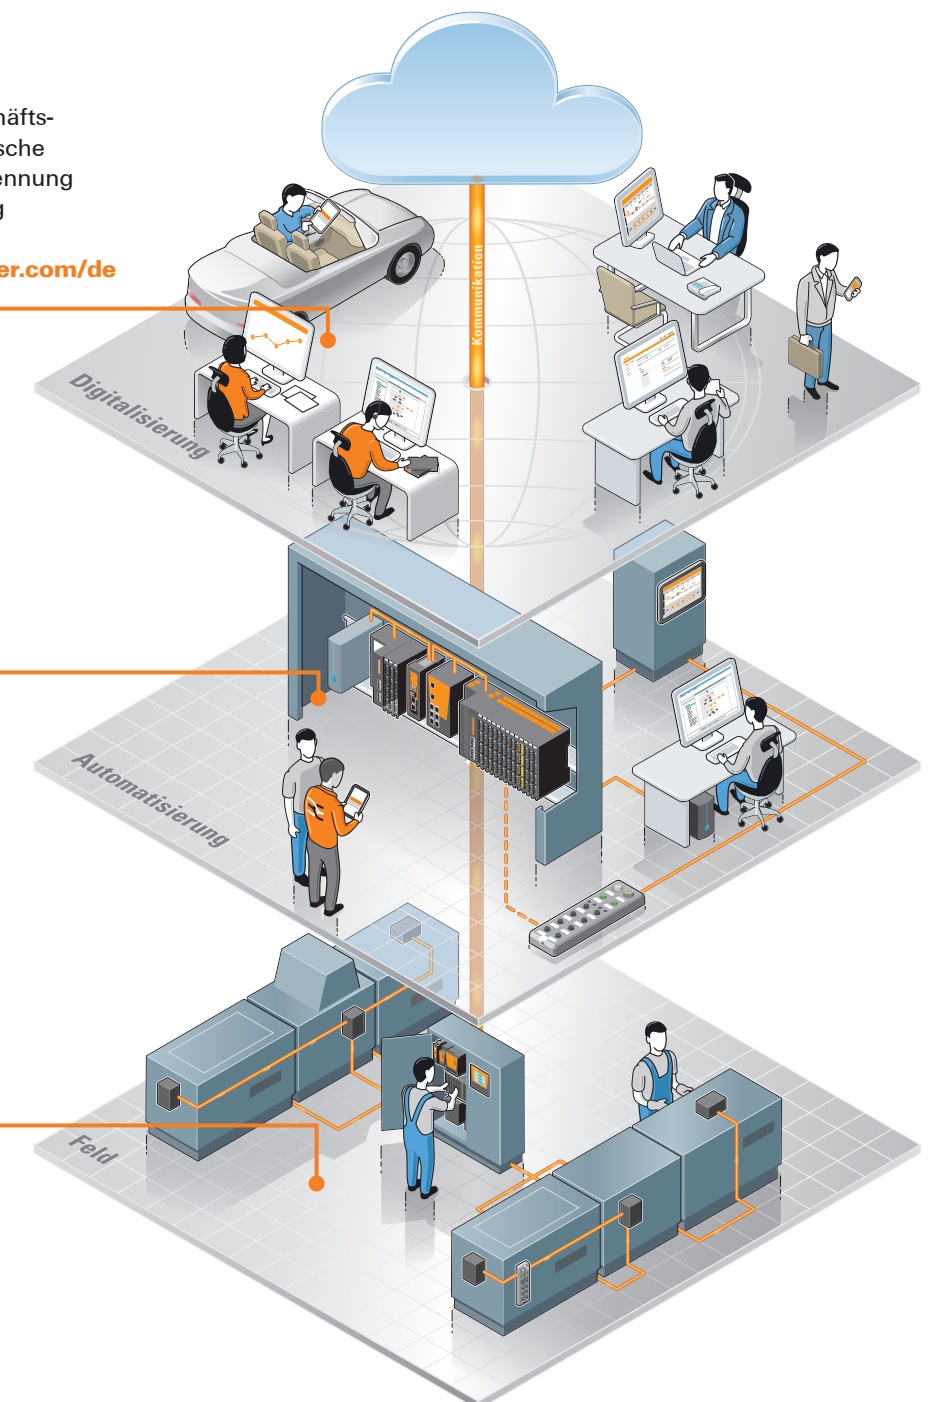 häfts-
sche
ennung
g
er.com/de
Kommunikation
Digitalisierung
Automatisierung
Feld